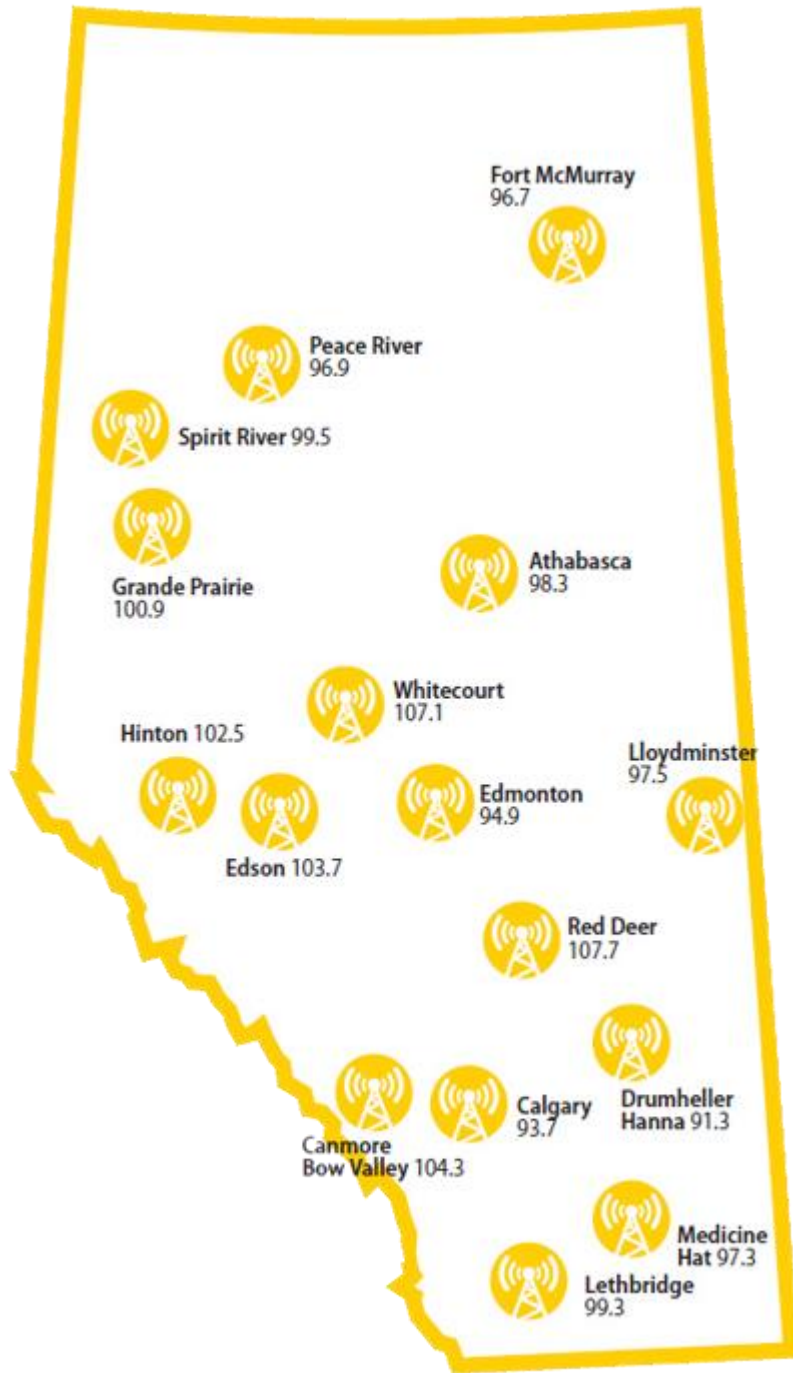 Fort McMurray
96.7
Peace River
96.9
Spirit River 99.5
Grande Prairie
100.9
Athabasca
98.3
Whitecourt
107.1
Hinton 102.5
Lloydminster
97.5
Edmonton
94.9
Edson 103.7
Red Deer
107.7
Drumheller
Hanna 91.3
Calgary
93.7
Canmore
Bow Valley 104.3
Medicine
Hat 97.3
Lethbridge
99.3